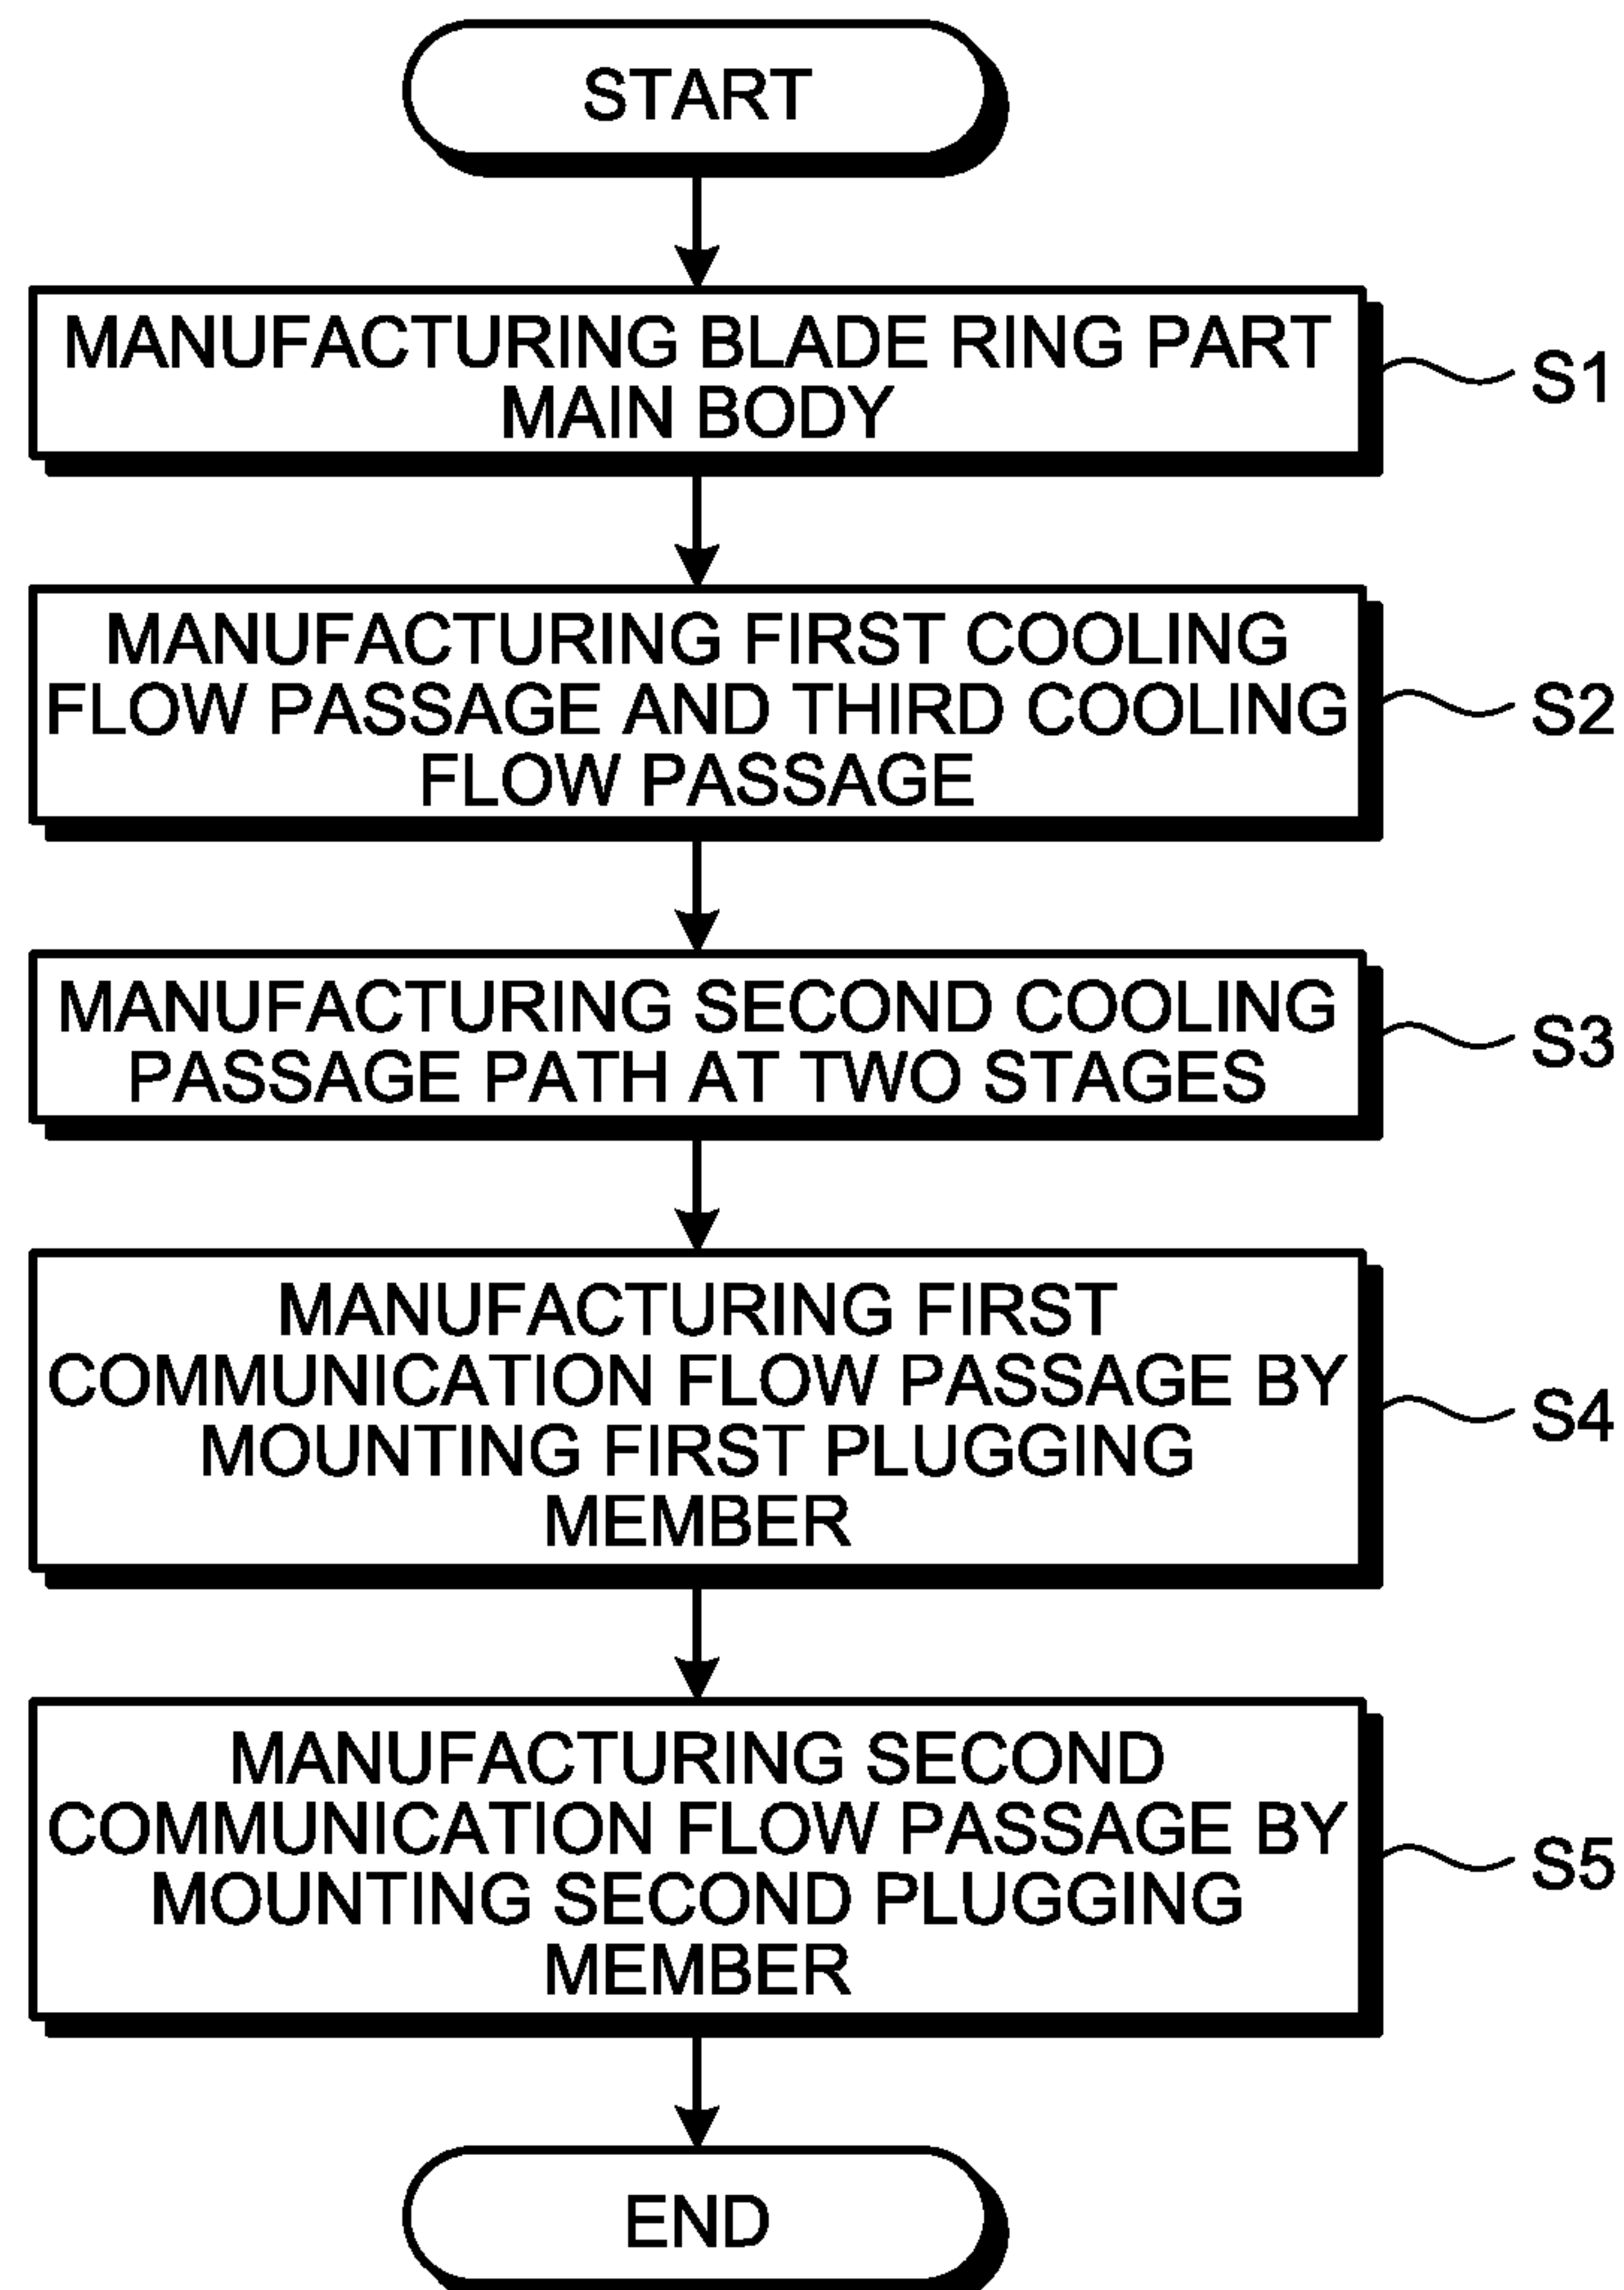 START
MANUFACTURING BLADE RING PART
MAIN BODY
S1
MANUFACTURING FIRST COOLING
FLOW PASSAGE AND THIRD COOLING
FLOW PASSAGE
S2
MANUFACTURING SECOND COOLING
PASSAGE PATH AT TWO STAGES
S3
MANUFACTURING FIRST
COMMUNICATION FLOW PASSAGE BY
MOUNTING FIRST PLUGGING
MEMBER
S4
MANUFACTURING SECOND
COMMUNICATION FLOW PASSAGE BY
MOUNTING SECOND PLUGGING
MEMBER
S5
END